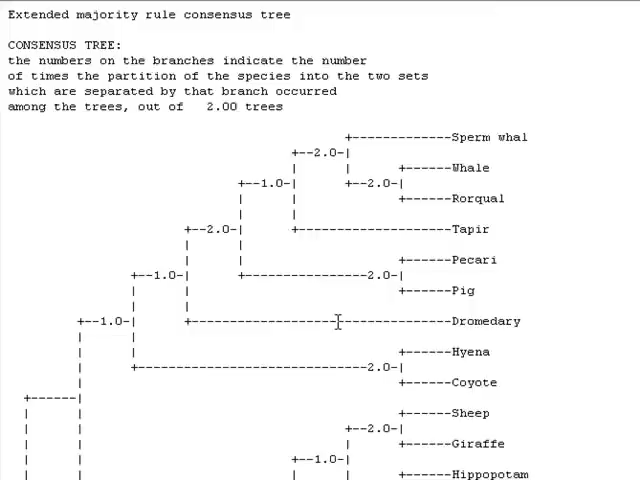 Extended majority rule consensus tree
CONSENSUS TREE:
the numbers on the branches indicate the number
of times the partition of the species into the two sets
which are separated by that branch occurred
among the trees, out of 2.00 trees
+-------------Sperm whal
+--2.0-|
| | +------Whale
+--1.0-| +--2.0-|
| | +------Rorqual
| |
+--2.0-| +--------------------Tapir
| |
| | +------Pecari
+--1.0-| +----------------2.0-|
| | +------Pig
| |
+--1.0-| +----------------------------------Dromedary
| |
| | +------Hyena
| +------------------------------2.0-|
| +------Coyote
+------|
| | +------Sheep
| | +--2.0-|
| | | +------Giraffe
| | +--1.0-|
| | | | +------Hippopotam